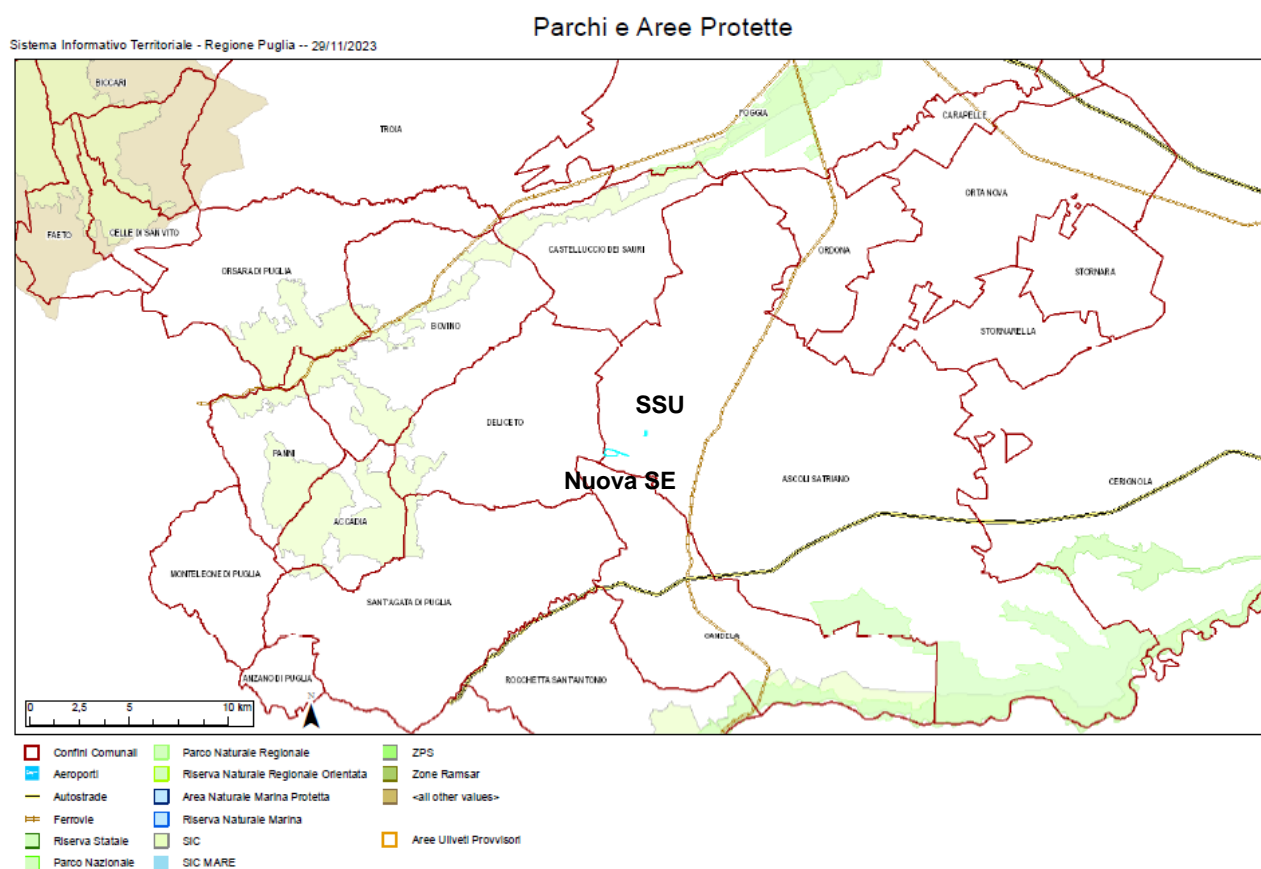 Parchi e Aree Protette
Sistema Informativo Territoriale - Regione Puglia -- 29/11/2023
BICCARI
FOGGIA
CARAPELLE
TROIA
ORTA NOVA
FAETO
CELLE DI SAN VITO
CASTELLUCCIO DEI SAURI
ORDONA
ORSARA DI PUGLIA
STORNARA
BOVINO
STORNARELLA
SSU
DELICETO
PANNI
Nuova SE
ASCOLI SATRIANO
CERIGNOLA
ACCADIA
MONTELEONE DI PUGLIA
SANT'AGATA DI PUGLIA
CANDELA
ANZANO DI PUGLIA
ROCCHETTA SANT'ANTONIO
N
0 2,5 5 10 km
Confini Comunali
Aeroporti
Autostrade
Ferrovie
Riserva Statale
Parco Nazionale
Parco Naturale Regionale
Riserva Naturale Regionale Orientata
Area Naturale Marina Protetta
Riserva Naturale Marina
SIC
SIC MARE
ZPS
Zone Ramsar
<all other values>
Aree Uliveti Provvisori